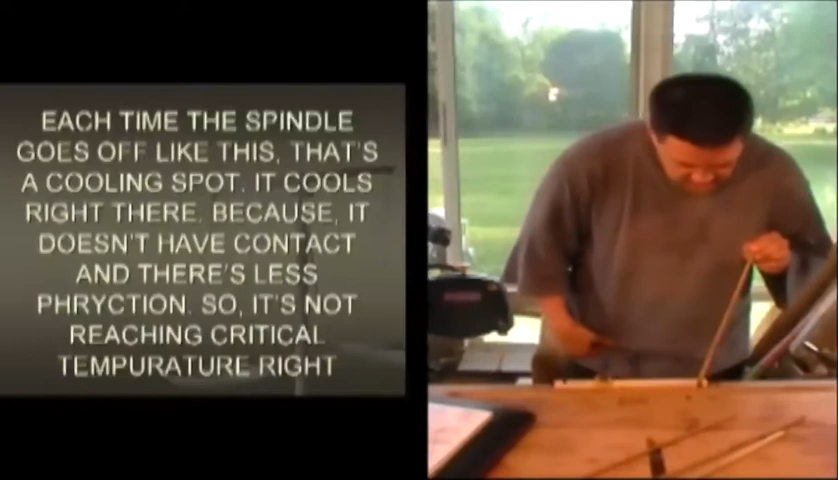 EACH TIME THE SPINDLE
GOES OFF LIKE THIS, THAT'S
A COOLING SPOT. IT COOLS
RIGHT THERE. BECAUSE, IT
DOESN'T HAVE CONTACT
AND THERE'S LESS
PHRYCTION. SO, IT'S NOT
REACHING CRITICAL
TEMPURATURE RIGHT